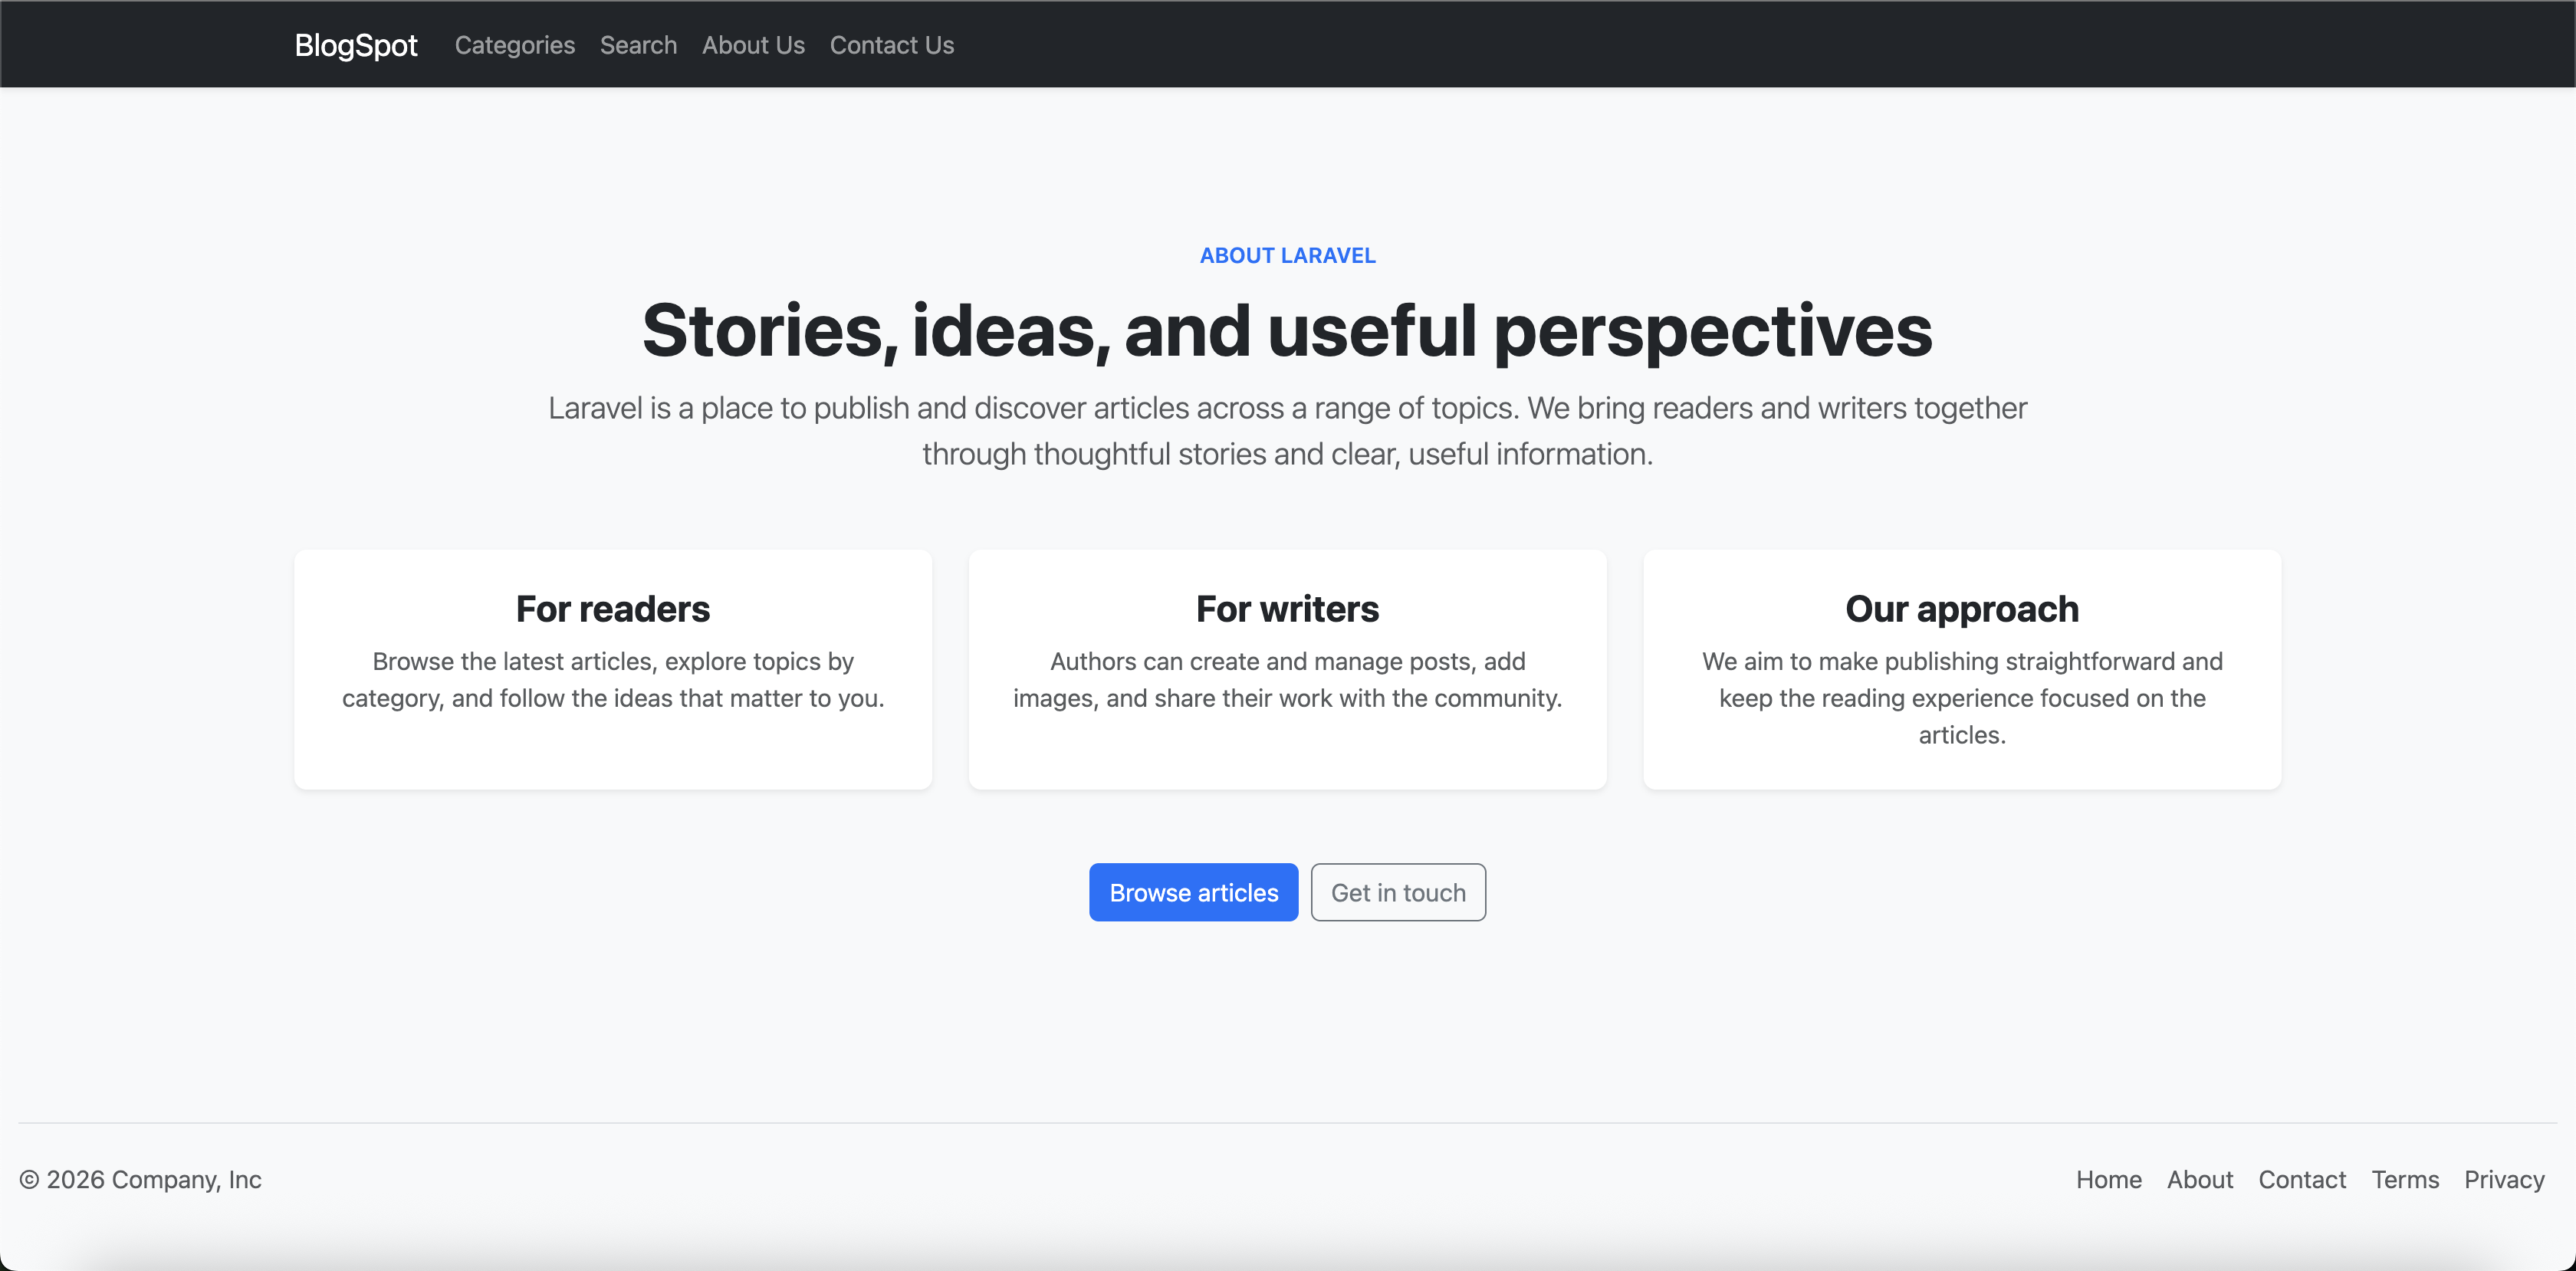 BlogSpot Categories Search About Us Contact Us
ABOUT LARAVEL
Stories, ideas, and useful perspectives
Laravel is a place to publish and discover articles across a range of topics. We bring readers and writers together
through thoughtful stories and clear, useful information.
For readers
Browse the latest articles, explore topics by
category, and follow the ideas that matter to you.
For writers
Authors can create and manage posts, add
images, and share their work with the community.
Our approach
We aim to make publishing straightforward and
keep the reading experience focused on the
articles.
Browse articles Get in touch
© 2026 Company, Inc Home About Contact Terms Privacy